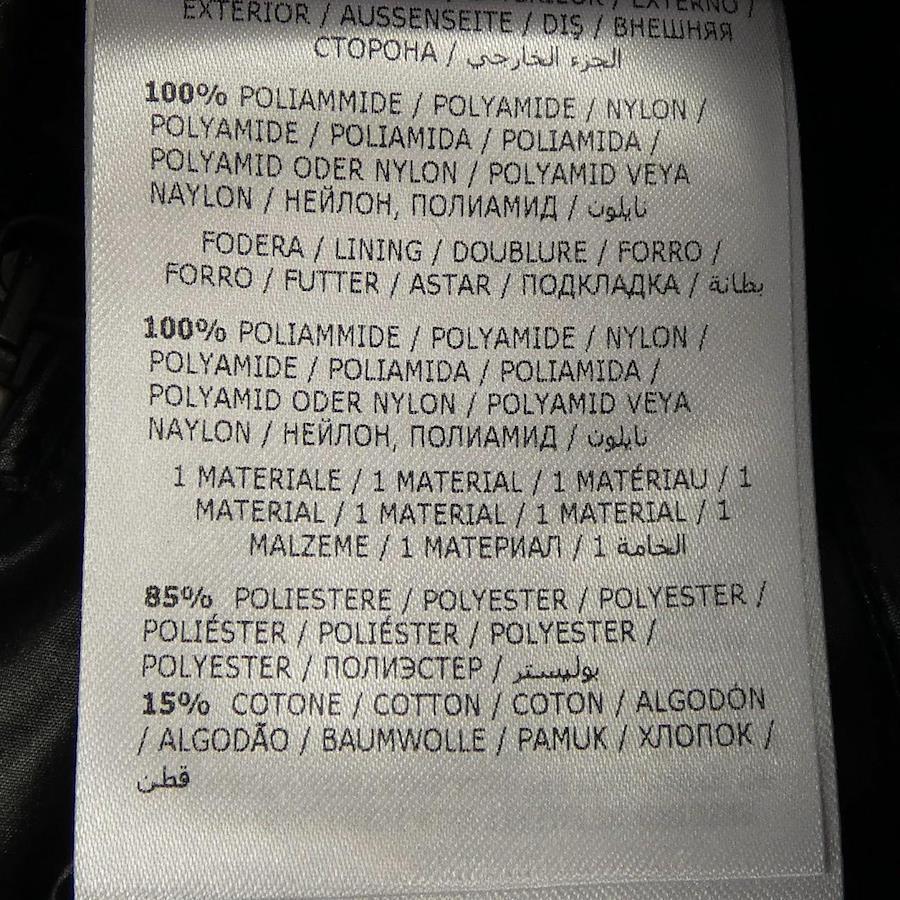 / EXTERNO /
EXTERIOR / AUSSENSEITE / DIŞ / ВНЕШНЯЯ
СТОРОНА / الجزء الخارجي
100% POLIAMMIDE / POLYAMIDE / NYLON /
POLYAMIDE / POLIAMIDA / POLIAMIDA /
POLYAMID ODER NYLON / POLYAMID VEYA
NAYLON / НЕЙЛОН, ПОЛИАМИД / نايلون
FODERA / LINING / DOUBLURE / FORRO /
FORRO / FUTTER / ASTAR / ПОДКЛАДКА / بطانة
100% POLIAMMIDE / POLYAMIDE / NYLON /
POLYAMIDE / POLIAMIDA / POLIAMIDA /
POLYAMID ODER NYLON / POLYAMID VEYA
NAYLON / НЕЙЛОН, ПОЛИАМИД / نايلون
1 MATERIALE / 1 MATERIAL / 1 MATÉRIAU / 1
MATERIAL / 1 MATERIAL / 1 MATERIAL / 1
MALZEME / 1 МАТЕРИАЛ / 1 الخامة
85% POLIESTERE / POLYESTER / POLYESTER /
POLIÉSTER / POLIÉSTER / POLYESTER /
POLYESTER / ПОЛИЭСТЕР / بوليستر
15% COTONE / COTTON / COTON / ALGODÓN
/ ALGODÃO / BAUMWOLLE / PAMUK / ХЛОПОК /
قطن